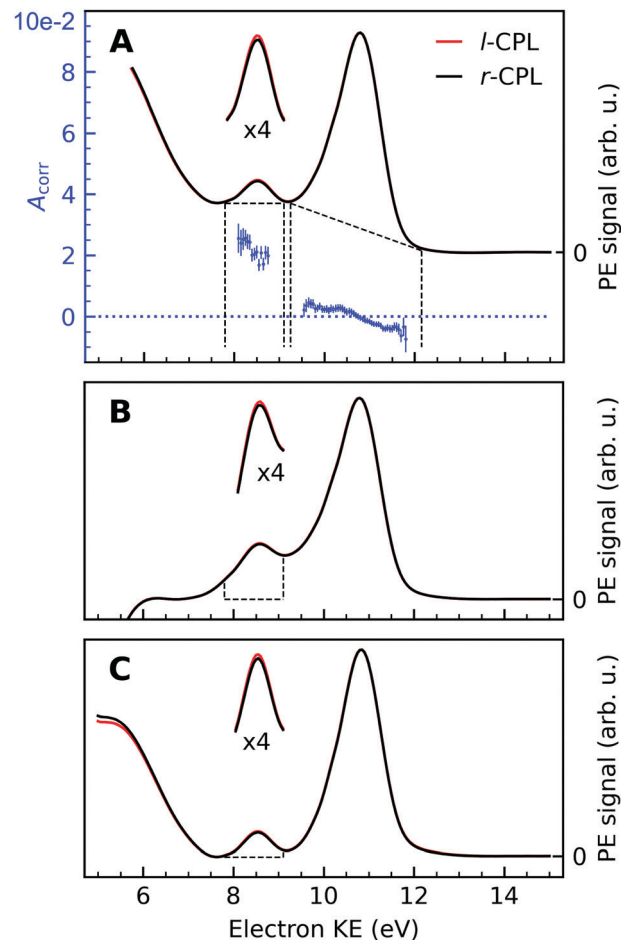 10e-2
8
6
4
2
0
A_corr
A
l-CPL
r-CPL
x4
0
PE signal (arb. u.)
B
x4
0
PE signal (arb. u.)
C
x4
0
PE signal (arb. u.)
6 8 10 12 14
Electron KE (eV)